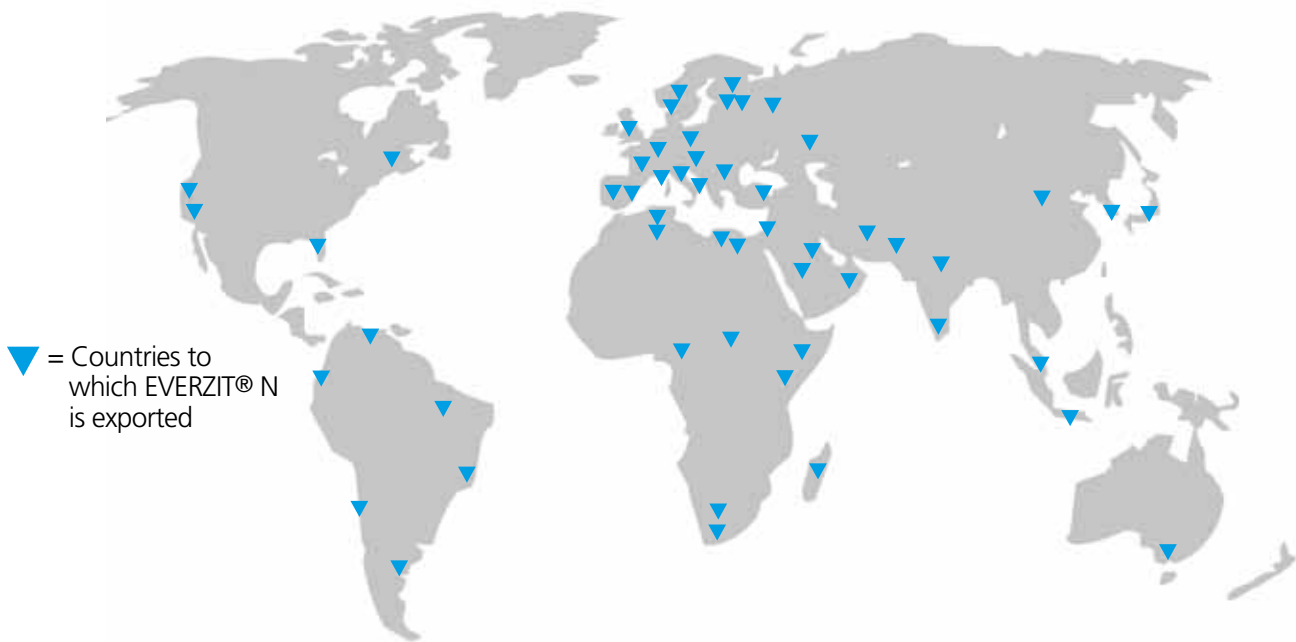 = Countries to
which EVERZIT® N
is exported